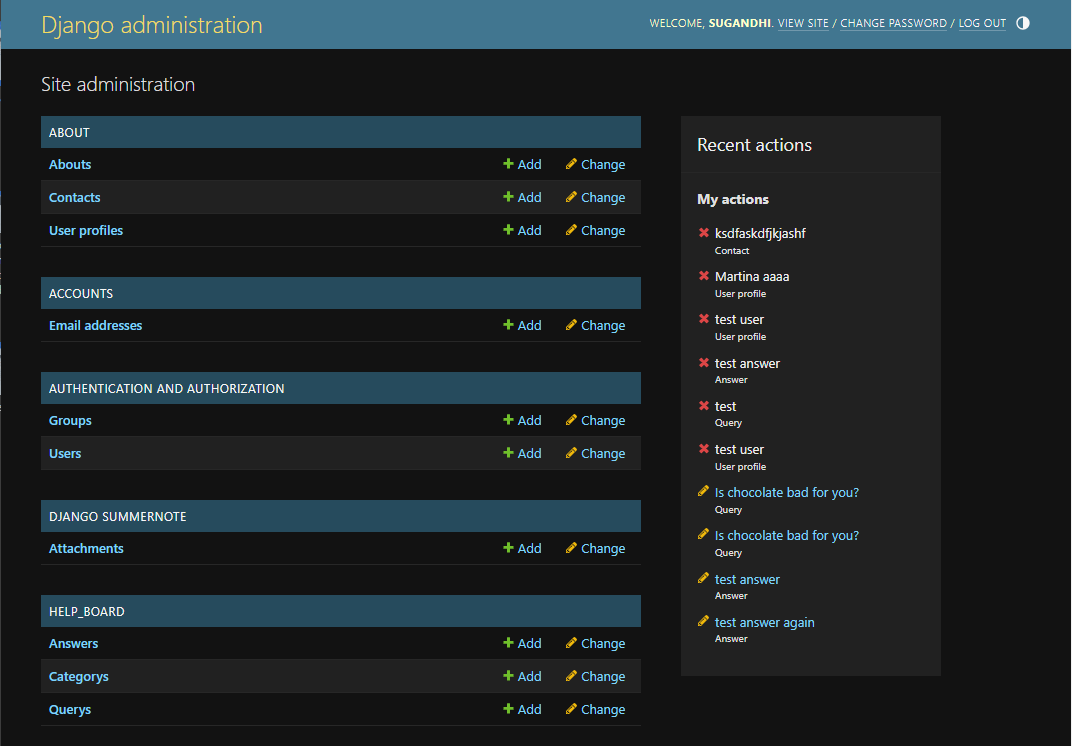 Django administration
WELCOME, SUGANDHI. VIEW SITE / CHANGE PASSWORD / LOG OUT
Site administration
ABOUT
Abouts Add Change
Contacts Add Change
User profiles Add Change
ACCOUNTS
Email addresses Add Change
AUTHENTICATION AND AUTHORIZATION
Groups Add Change
Users Add Change
DJANGO SUMMERNOTE
Attachments Add Change
HELP_BOARD
Answers Add Change
Categorys Add Change
Querys Add Change
Recent actions
My actions
ksdfaskdfjkjashf
Contact
Martina aaaa
User profile
test user
User profile
test answer
Answer
test
Query
test user
User profile
Is chocolate bad for you?
Query
Is chocolate bad for you?
Query
test answer
Answer
test answer again
Answer